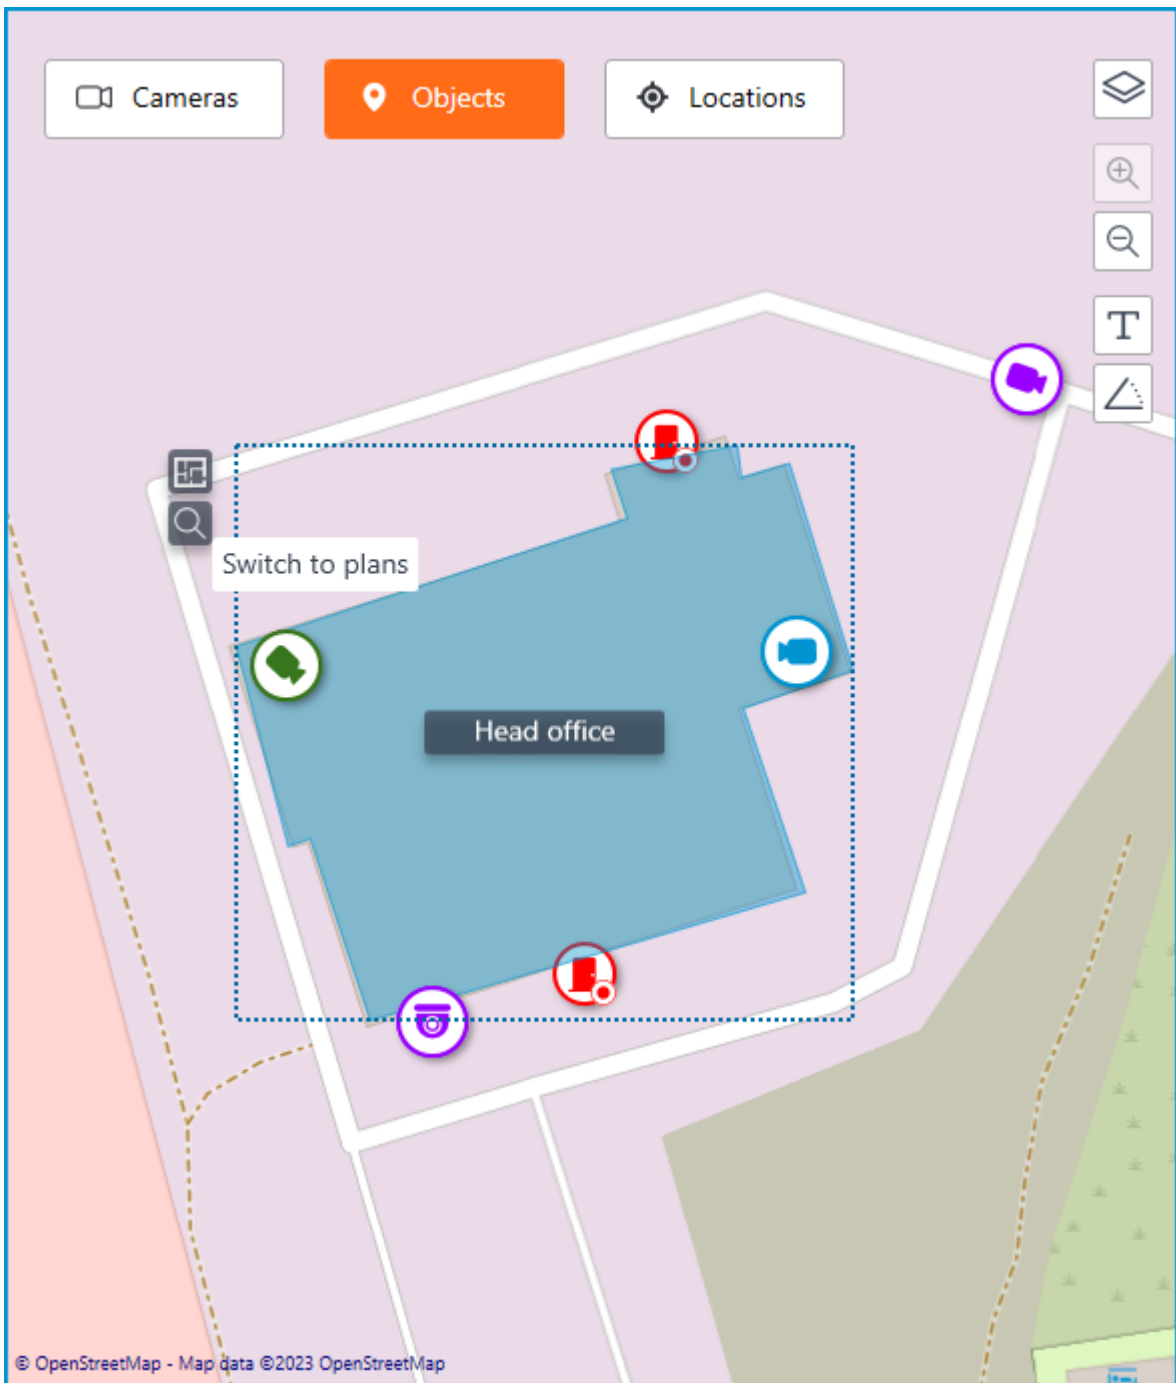 Cameras
Objects
Locations
T
Switch to plans
Head office
© OpenStreetMap - Map data ©2023 OpenStreetMap